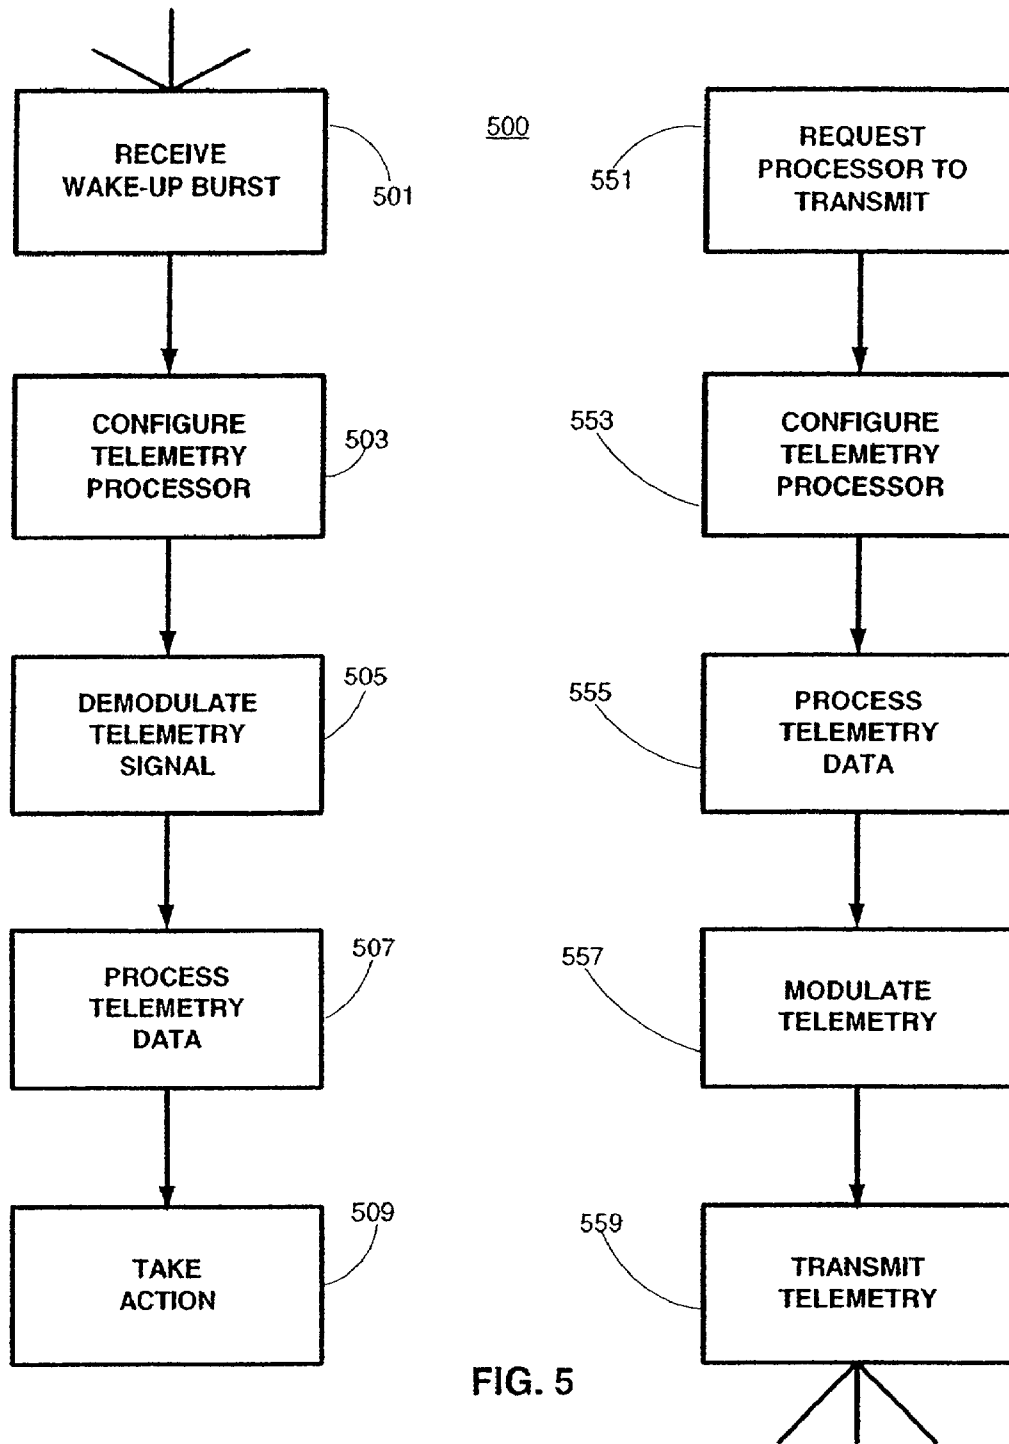 RECEIVE
WAKE-UP BURST
501
500
551
REQUEST
PROCESSOR TO
TRANSMIT
CONFIGURE
TELEMETRY
PROCESSOR
503
553
CONFIGURE
TELEMETRY
PROCESSOR
DEMODULATE
TELEMETRY
SIGNAL
505
555
PROCESS
TELEMETRY
DATA
PROCESS
TELEMETRY
DATA
507
557
MODULATE
TELEMETRY
TAKE
ACTION
509
559
TRANSMIT
TELEMETRY
FIG. 5